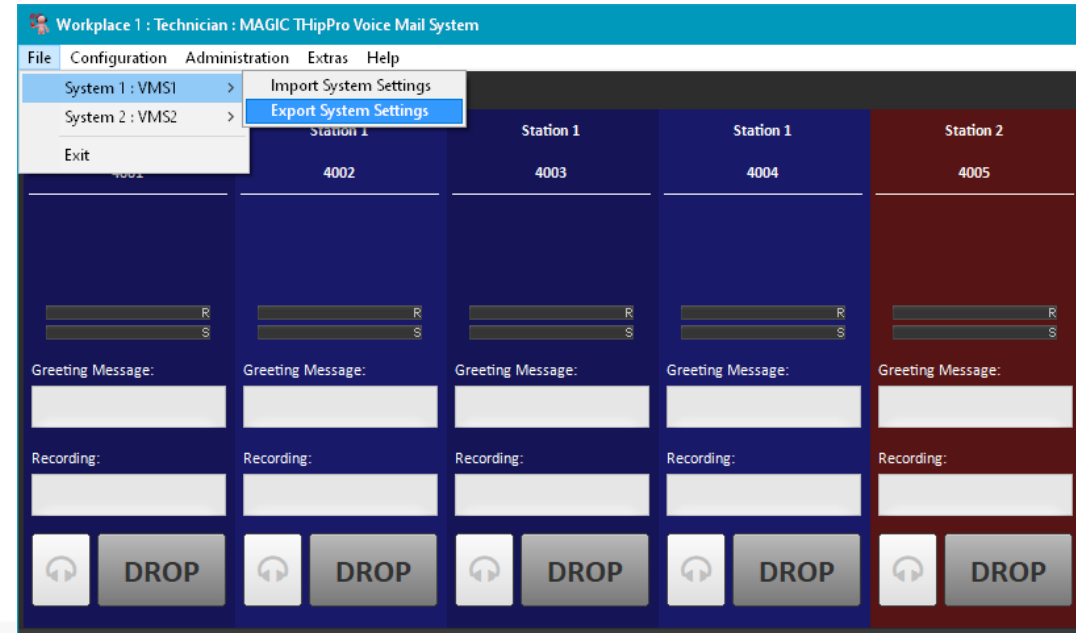 Workplace 1 : Technician : MAGIC THipPro Voice Mail System
File Configuration Administration Extras Help
System 1 : VMS1 > Import System Settings
System 2 : VMS2 > Export System Settings
Exit
Station 1 Station 1 Station 1 Station 2
4002 4003 4004 4005
R R R R R
S S S S S
Greeting Message: Greeting Message: Greeting Message: Greeting Message: Greeting Message:
Recording: Recording: Recording: Recording: Recording:
DROP DROP DROP DROP DROP